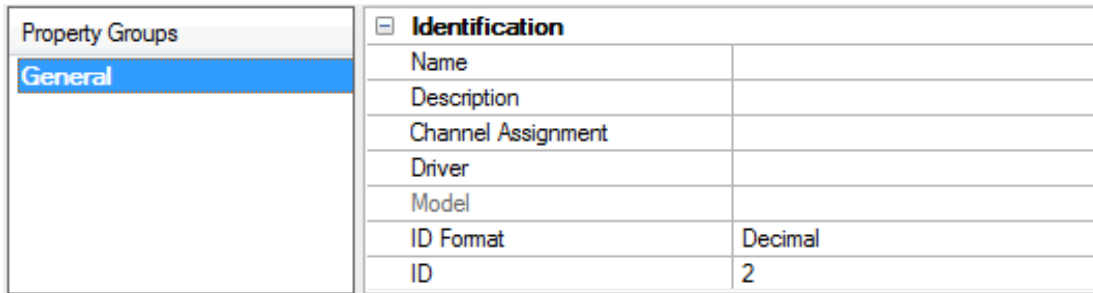 Property Groups
General
Identification
Name
Description
Channel Assignment
Driver
Model
ID Format Decimal
ID 2